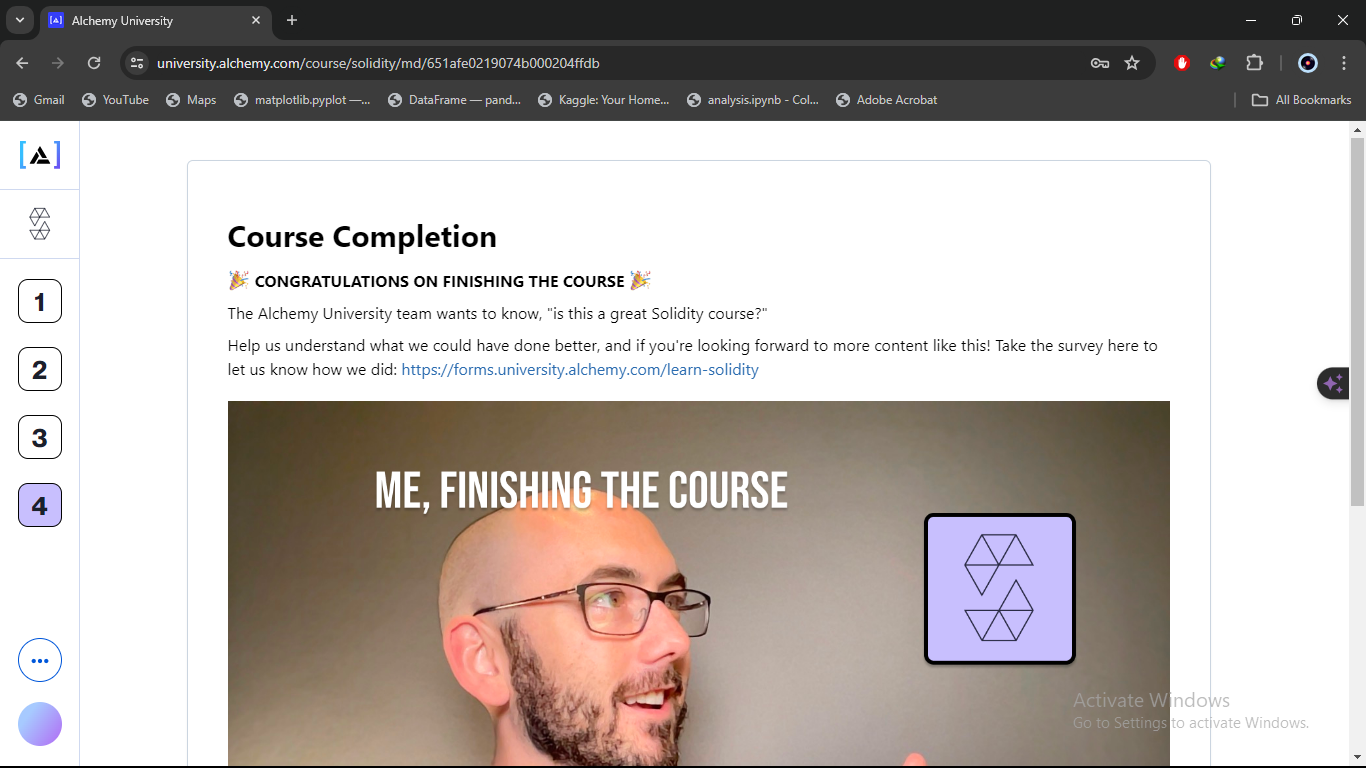 Alchemy University
university.alchemy.com/course/solidity/md/651afe0219074b000204ffdb
Gmail
YouTube
Maps
matplotlib.pyplot —...
DataFrame — pand...
Kaggle: Your Home...
analysis.ipynb - Col...
Adobe Acrobat
All Bookmarks
1
2
3
4
Course Completion
🎉 CONGRATULATIONS ON FINISHING THE COURSE 🎉
The Alchemy University team wants to know, "is this a great Solidity course?"
Help us understand what we could have done better, and if you're looking forward to more content like this! Take the survey here to
let us know how we did: https://forms.university.alchemy.com/learn-solidity
ME, FINISHING THE COURSE
Activate Windows
Go to Settings to activate Windows.